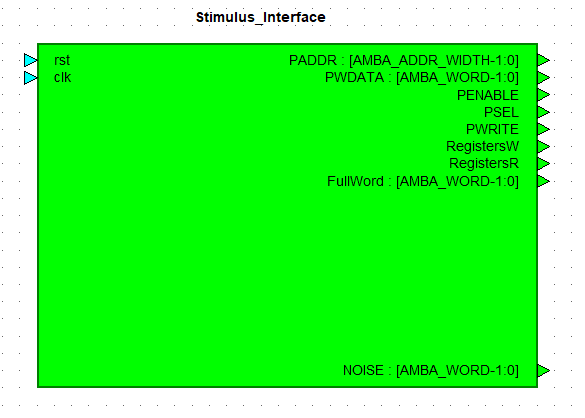 Stimulus_Interface
rst PADDR : [AMBA_ADDR_WIDTH-1:0]
clk PWDATA : [AMBA_WORD-1:0]
PENABLE
PSEL
PWRITE
RegistersW
RegistersR
FullWord : [AMBA_WORD-1:0]
NOISE : [AMBA_WORD-1:0]